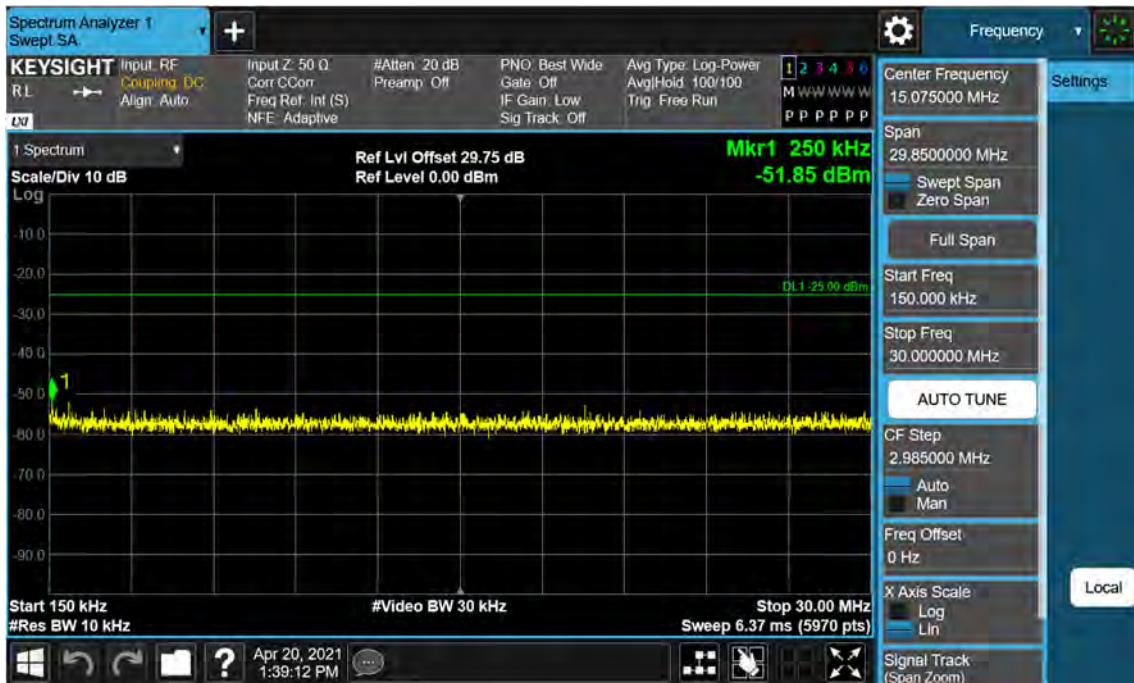 Spectrum Analyzer 1
Swept SA
+
Frequency
KEYSIGHT
RL
LXI
Input: RF
Coupling: DC
Align: Auto
Input Z: 50 Ω
Corr CCorr
Freq Ref: Int (S)
NFE: Adaptive
#Atten: 20 dB
Preamp: Off
PNO: Best Wide
Gate: Off
IF Gain: Low
Sig Track: Off
Avg Type: Log-Power
Avg|Hold: 100/100
Trig: Free Run
1 2 3 4 5 6
M W W W W W
P P P P P P
1 Spectrum
Scale/Div 10 dB
Log
Ref Lvl Offset 29.75 dB
Ref Level 0.00 dBm
Mkr1 250 kHz
-51.85 dBm
-10.0
-20.0
DL1 -25.00 dBm
-30.0
-40.0
1
-50.0
-60.0
-70.0
-80.0
-90.0
Start 150 kHz
#Res BW 10 kHz
#Video BW 30 kHz
Stop 30.00 MHz
Sweep 6.37 ms (5970 pts)
Center Frequency
15.075000 MHz
Span
29.8500000 MHz
Swept Span
Zero Span
Full Span
Start Freq
150.000 kHz
Stop Freq
30.000000 MHz
AUTO TUNE
CF Step
2.985000 MHz
Auto
Man
Freq Offset
0 Hz
X Axis Scale
Log
Lin
Signal Track
(Span Zoom)
Settings
Local
?
Apr 20, 2021
1:39:12 PM